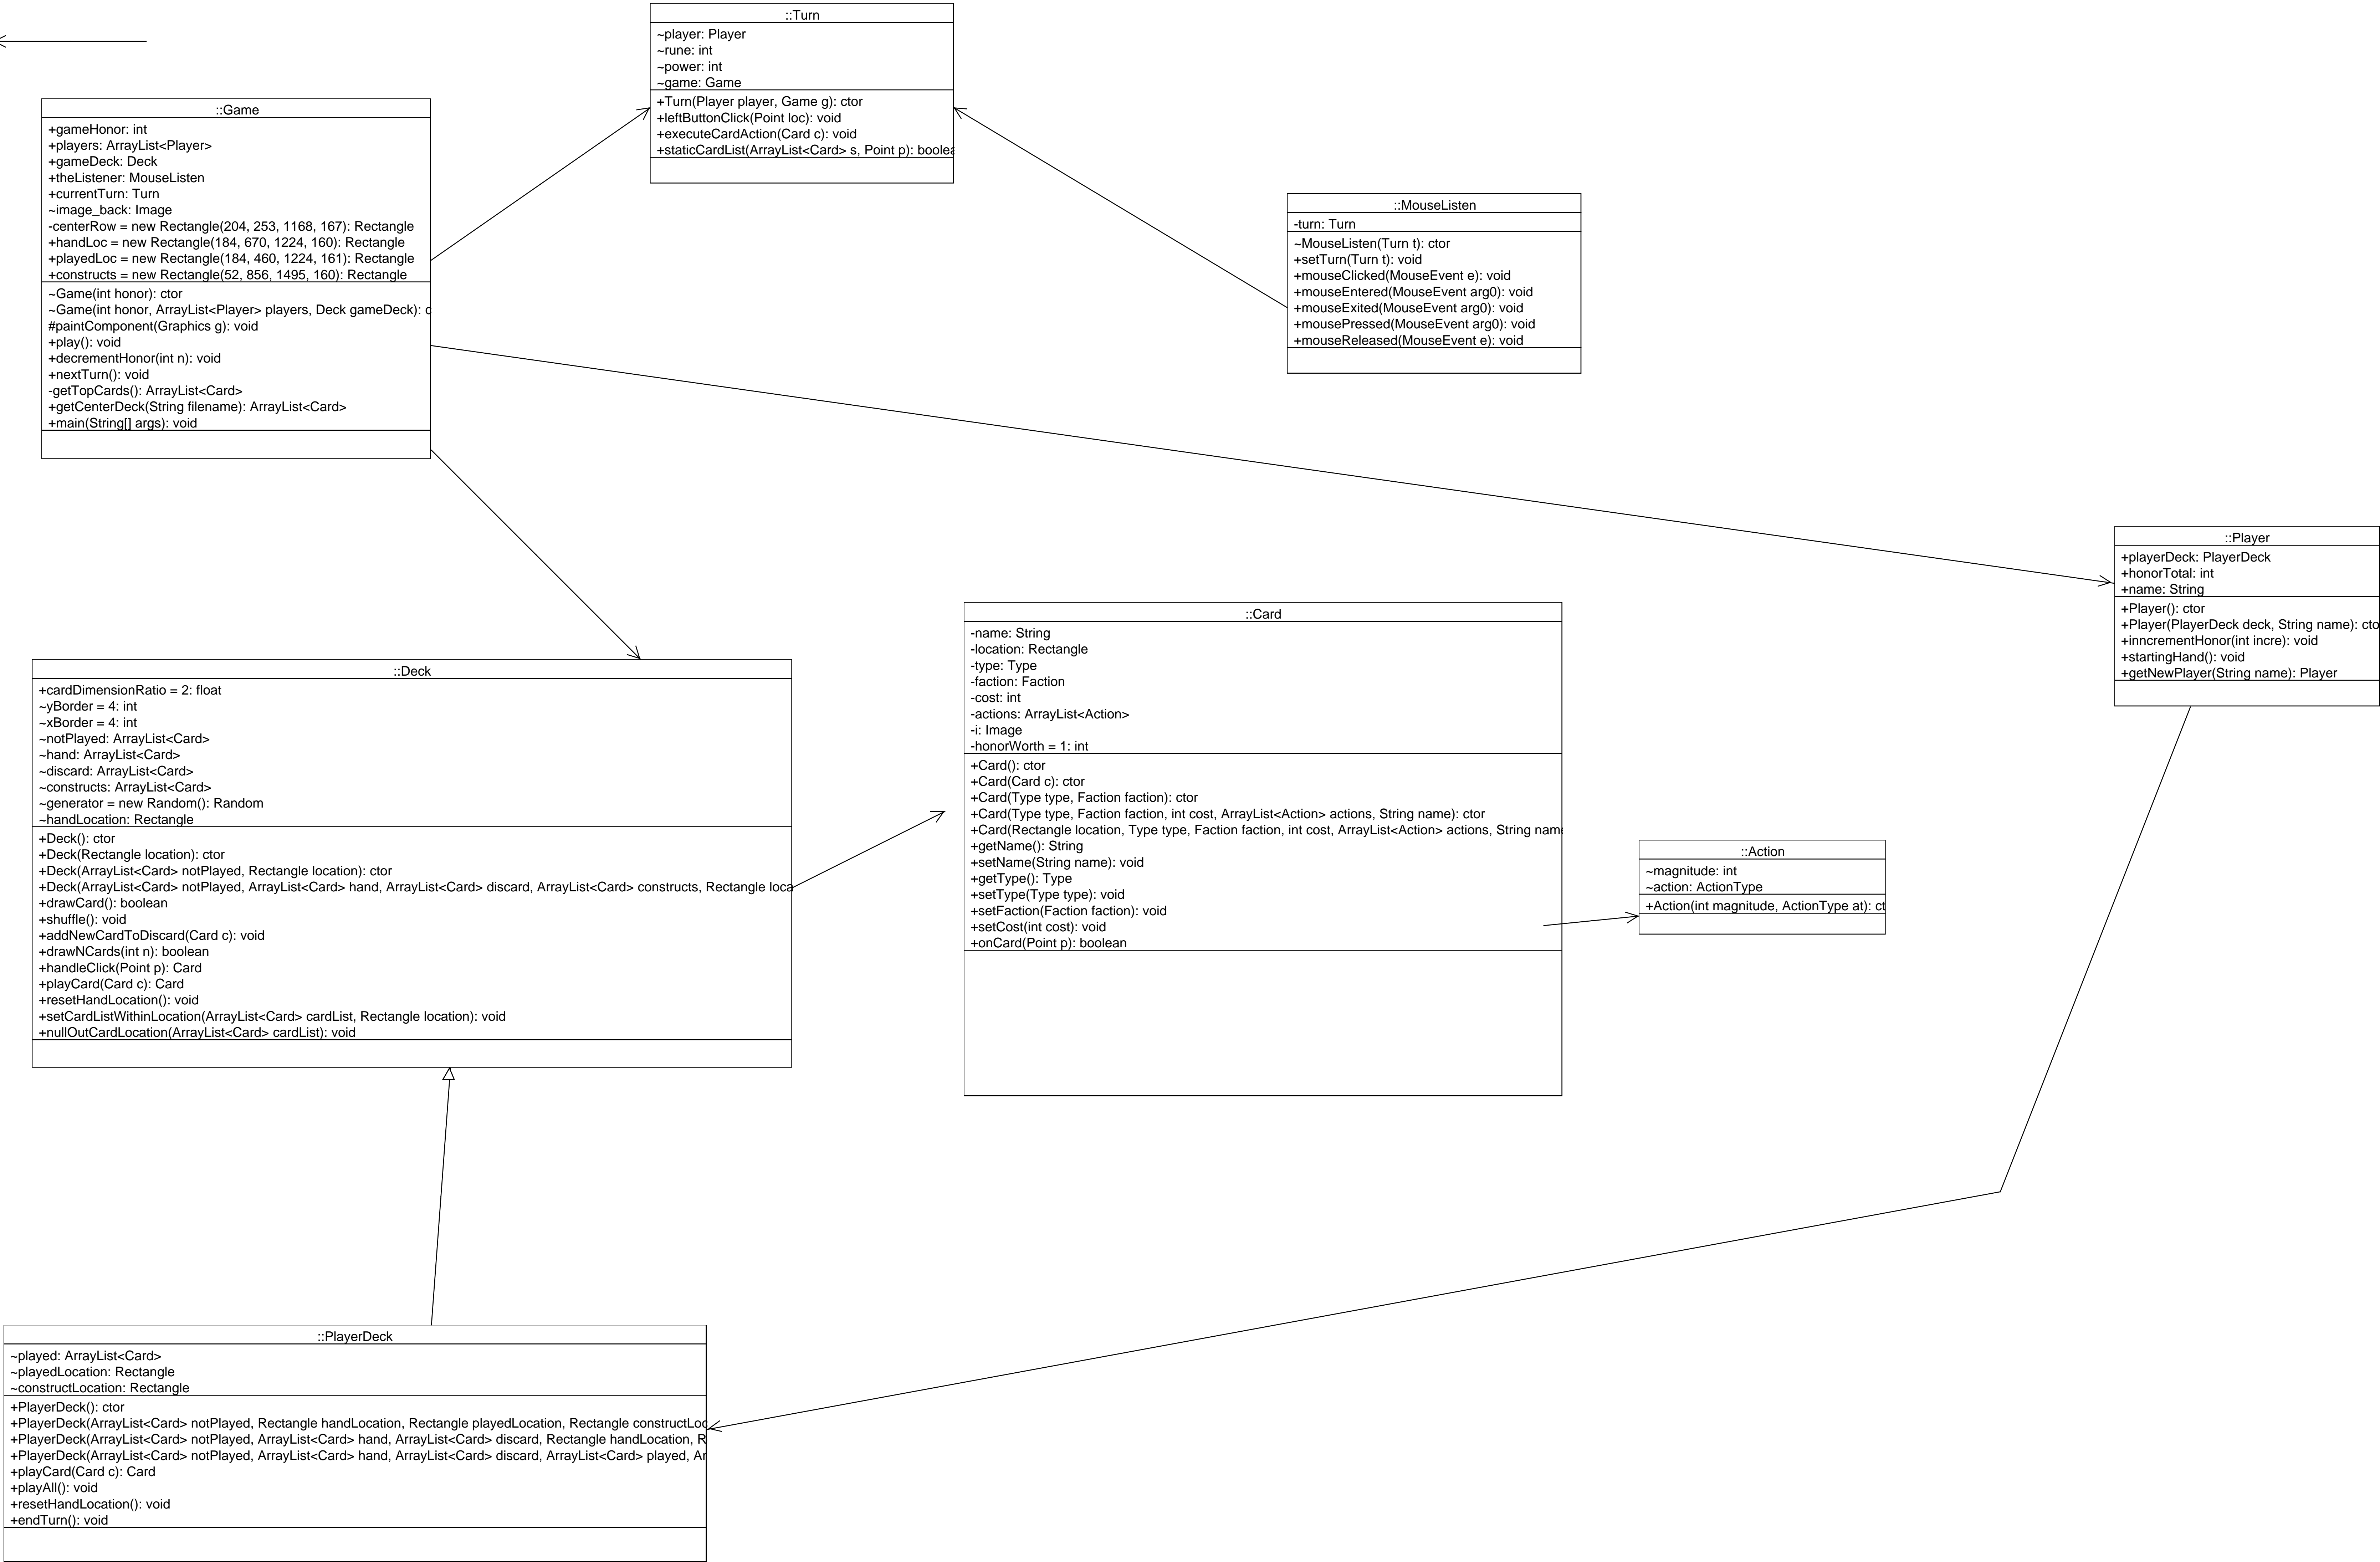 ::Turn
~player: Player
~rune: int
~power: int
~game: Game
+Turn(Player player, Game g): ctor
+leftButtonClick(Point loc): void
+executeCardAction(Card c): void
+staticCardList(ArrayList<Card> s, Point p): boolea
::Game
+gameHonor: int
+players: ArrayList<Player>
+gameDeck: Deck
+theListener: MouseListen
+currentTurn: Turn
~image_back: Image
-centerRow = new Rectangle(204, 253, 1168, 167): Rectangle
+handLoc = new Rectangle(184, 670, 1224, 160): Rectangle
+playedLoc = new Rectangle(184, 460, 1224, 161): Rectangle
+constructs = new Rectangle(52, 856, 1495, 160): Rectangle
~Game(int honor): ctor
~Game(int honor, ArrayList<Player> players, Deck gameDeck): c
#paintComponent(Graphics g): void
+play(): void
+decrementHonor(int n): void
+nextTurn(): void
-getTopCards(): ArrayList<Card>
+getCenterDeck(String filename): ArrayList<Card>
+main(String[] args): void
::MouseListen
-turn: Turn
~MouseListen(Turn t): ctor
+setTurn(Turn t): void
+mouseClicked(MouseEvent e): void
+mouseEntered(MouseEvent arg0): void
+mouseExited(MouseEvent arg0): void
+mousePressed(MouseEvent arg0): void
+mouseReleased(MouseEvent e): void
::Player
+playerDeck: PlayerDeck
+honorTotal: int
+name: String
+Player(): ctor
+Player(PlayerDeck deck, String name): cto
+inncrementHonor(int incre): void
+startingHand(): void
+getNewPlayer(String name): Player
::Card
-name: String
-location: Rectangle
-type: Type
-faction: Faction
-cost: int
-actions: ArrayList<Action>
-i: Image
-honorWorth = 1: int
+Card(): ctor
+Card(Card c): ctor
+Card(Type type, Faction faction): ctor
+Card(Type type, Faction faction, int cost, ArrayList<Action> actions, String name): ctor
+Card(Rectangle location, Type type, Faction faction, int cost, ArrayList<Action> actions, String nam
+getName(): String
+setName(String name): void
+getType(): Type
+setType(Type type): void
+setFaction(Faction faction): void
+setCost(int cost): void
+onCard(Point p): boolean
::Deck
+cardDimensionRatio = 2: float
~yBorder = 4: int
~xBorder = 4: int
~notPlayed: ArrayList<Card>
~hand: ArrayList<Card>
~discard: ArrayList<Card>
~constructs: ArrayList<Card>
~generator = new Random(): Random
~handLocation: Rectangle
+Deck(): ctor
+Deck(Rectangle location): ctor
+Deck(ArrayList<Card> notPlayed, Rectangle location): ctor
+Deck(ArrayList<Card> notPlayed, ArrayList<Card> hand, ArrayList<Card> discard, ArrayList<Card> constructs, Rectangle loca
+drawCard(): boolean
+shuffle(): void
+addNewCardToDiscard(Card c): void
+drawNCards(int n): boolean
+handleClick(Point p): Card
+playCard(Card c): Card
+resetHandLocation(): void
+setCardListWithinLocation(ArrayList<Card> cardList, Rectangle location): void
+nullOutCardLocation(ArrayList<Card> cardList): void
::Action
~magnitude: int
~action: ActionType
+Action(int magnitude, ActionType at): ct
::PlayerDeck
~played: ArrayList<Card>
~playedLocation: Rectangle
~constructLocation: Rectangle
+PlayerDeck(): ctor
+PlayerDeck(ArrayList<Card> notPlayed, Rectangle handLocation, Rectangle playedLocation, Rectangle constructLoc
+PlayerDeck(ArrayList<Card> notPlayed, ArrayList<Card> hand, ArrayList<Card> discard, Rectangle handLocation, R
+PlayerDeck(ArrayList<Card> notPlayed, ArrayList<Card> hand, ArrayList<Card> discard, ArrayList<Card> played, Ar
+playCard(Card c): Card
+playAll(): void
+resetHandLocation(): void
+endTurn(): void